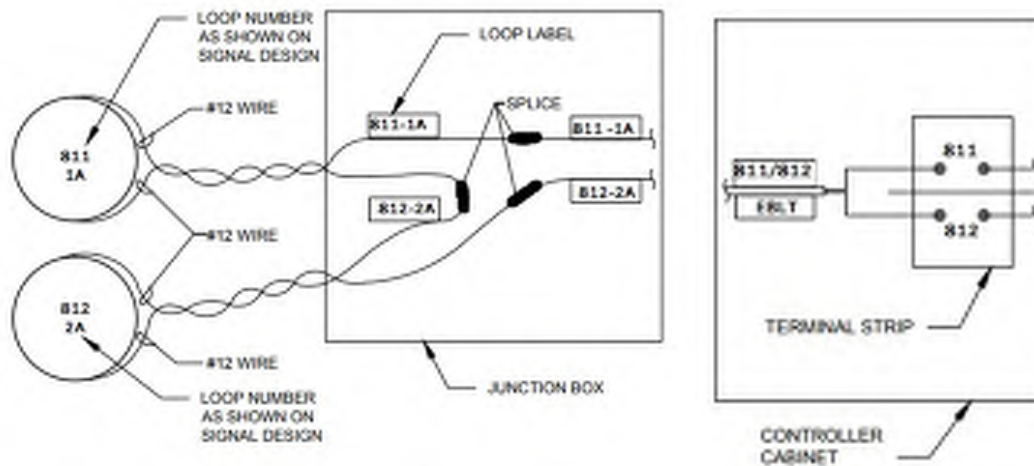 LOOP NUMBER
AS SHOWN ON
SIGNAL DESIGN
#12 WIRE
811
1A
#12 WIRE
812
2A
#12 WIRE
LOOP NUMBER
AS SHOWN ON
SIGNAL DESIGN
LOOP LABEL
811-1A
SPLICE
811-1A
812-2A
812-2A
JUNCTION BOX
811/812
EBLT
811
812
TERMINAL STRIP
CONTROLLER
CABINET